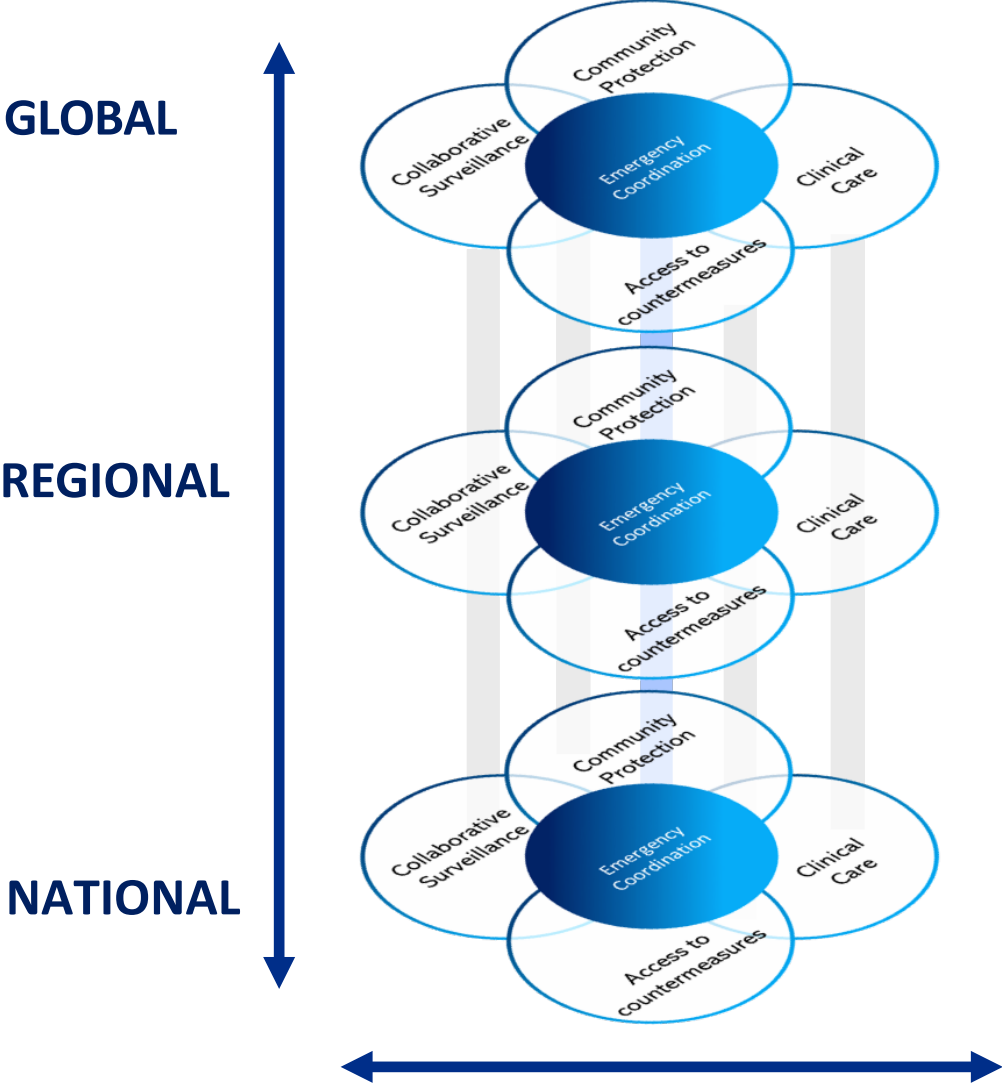 GLOBAL
Community
Protection
Collaborative
Surveillance
Emergency
Coordination
Clinical
Care
Access to
countermeasures
REGIONAL
Community
Protection
Collaborative
Surveillance
Emergency
Coordination
Clinical
Care
Access to
countermeasures
NATIONAL
Community
Protection
Collaborative
Surveillance
Emergency
Coordination
Clinical
Care
Access to
countermeasures